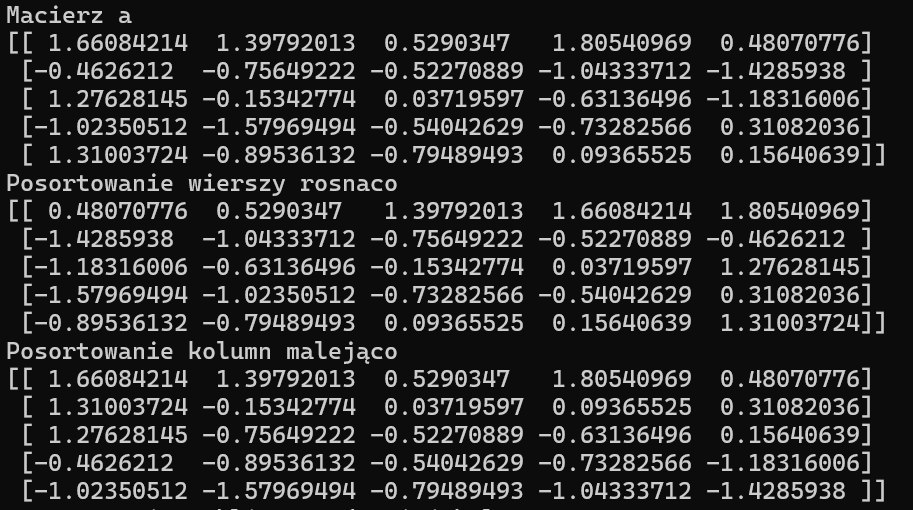 Macierz a
[[ 1.66084214  1.39792013  0.5290347   1.80540969  0.48070776]
 [-0.4626212  -0.75649222 -0.52270889 -1.04333712 -1.4285938 ]
 [ 1.27628145 -0.15342774  0.03719597 -0.63136496 -1.18316006]
 [-1.02350512 -1.57969494 -0.54042629 -0.73282566  0.31082036]
 [ 1.31003724 -0.89536132 -0.79489493  0.09365525  0.15640639]]
Posortowanie wierszy rosnaco
[[ 0.48070776  0.5290347   1.39792013  1.66084214  1.80540969]
 [-1.4285938  -1.04333712 -0.75649222 -0.52270889 -0.4626212 ]
 [-1.18316006 -0.63136496 -0.15342774  0.03719597  1.27628145]
 [-1.57969494 -1.02350512 -0.73282566 -0.54042629  0.31082036]
 [-0.89536132 -0.79489493  0.09365525  0.15640639  1.31003724]]
Posortowanie kolumn malejąco
[[ 1.66084214  1.39792013  0.5290347   1.80540969  0.48070776]
 [ 1.31003724 -0.15342774  0.03719597  0.09365525  0.31082036]
 [ 1.27628145 -0.75649222 -0.52270889 -0.63136496  0.15640639]
 [-0.4626212  -0.89536132 -0.54042629 -0.73282566 -1.18316006]
 [-1.02350512 -1.57969494 -0.79489493 -1.04333712 -1.4285938 ]]